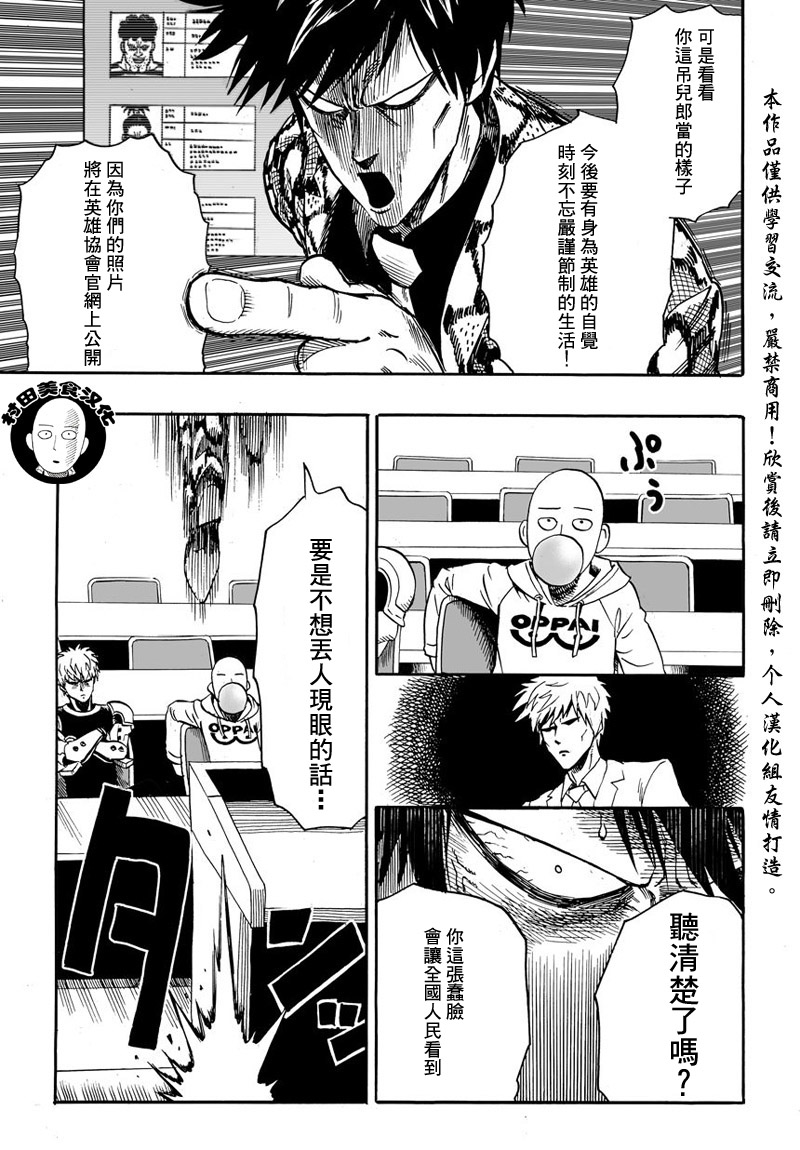 可是看看
你這吊兒郎當的樣子
今後要有身為英雄的自覺
時刻不忘嚴謹節制的生活！
因為你們的照片
將在英雄協會官網上公開
ぷぅ
OPPAI
聽清楚了嗎？
你這張蠢臉
會讓全國人民看到
要是不想丟人現眼的話…
OPPAI
村田美食汉化
本作品僅供學習交流，嚴禁商用！欣賞後請立即刪除，个人漢化組友情打造。